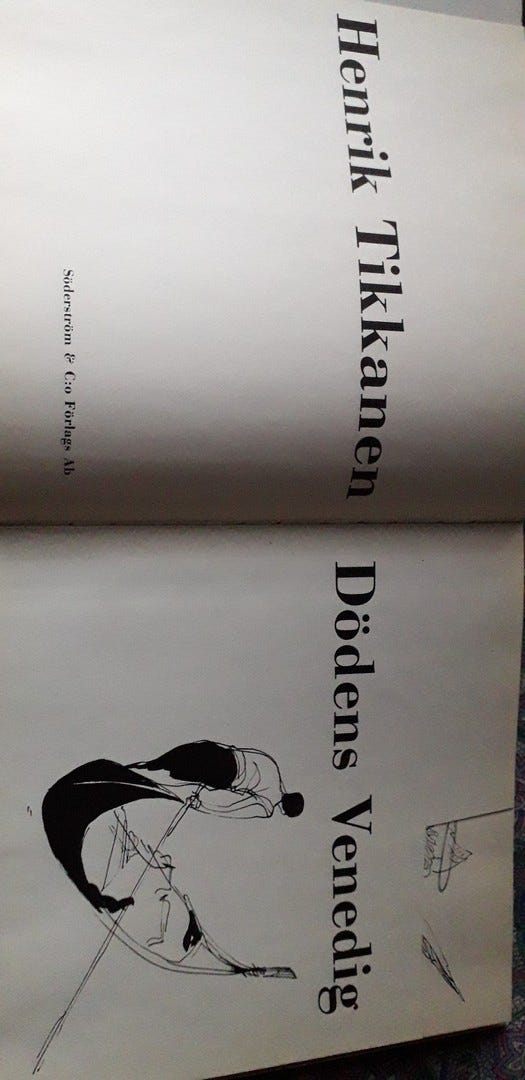 Henrik Tikkanen Dödens Venedig
Söderström & C:o Förlags Ab